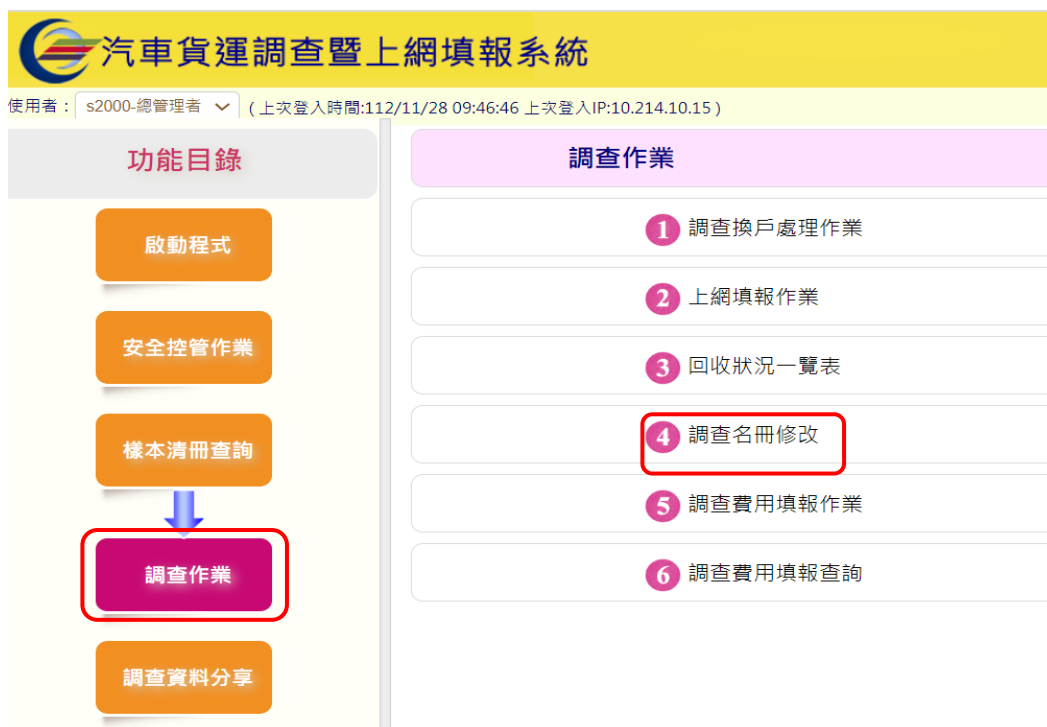 汽車貨運調查暨上網填報系統
使用者： s2000-總管理者 (上次登入時間:112/11/28 09:46:46 上次登入IP:10.214.10.15)
功能目錄
啟動程式
安全控管作業
樣本清冊查詢
調查作業
調查資料分享
調查作業
1 調查換戶處理作業
2 上網填報作業
3 回收狀況一覽表
4 調查名冊修改
5 調查費用填報作業
6 調查費用填報查詢